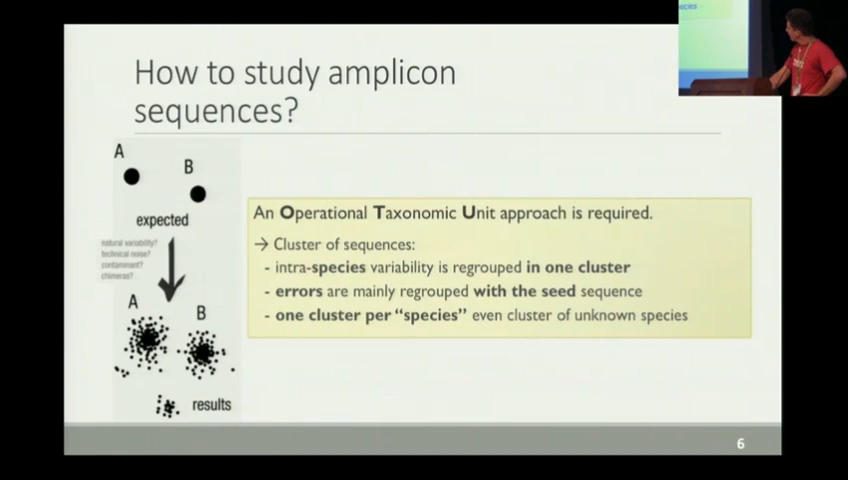 How to study amplicon
sequences?
A
B
expected
natural variability?
technical noise?
contaminant?
chimeras?
A
B
results
An Operational Taxonomic Unit approach is required.
→ Cluster of sequences:
- intra-species variability is regrouped in one cluster
- errors are mainly regrouped with the seed sequence
- one cluster per “species” even cluster of unknown species
6